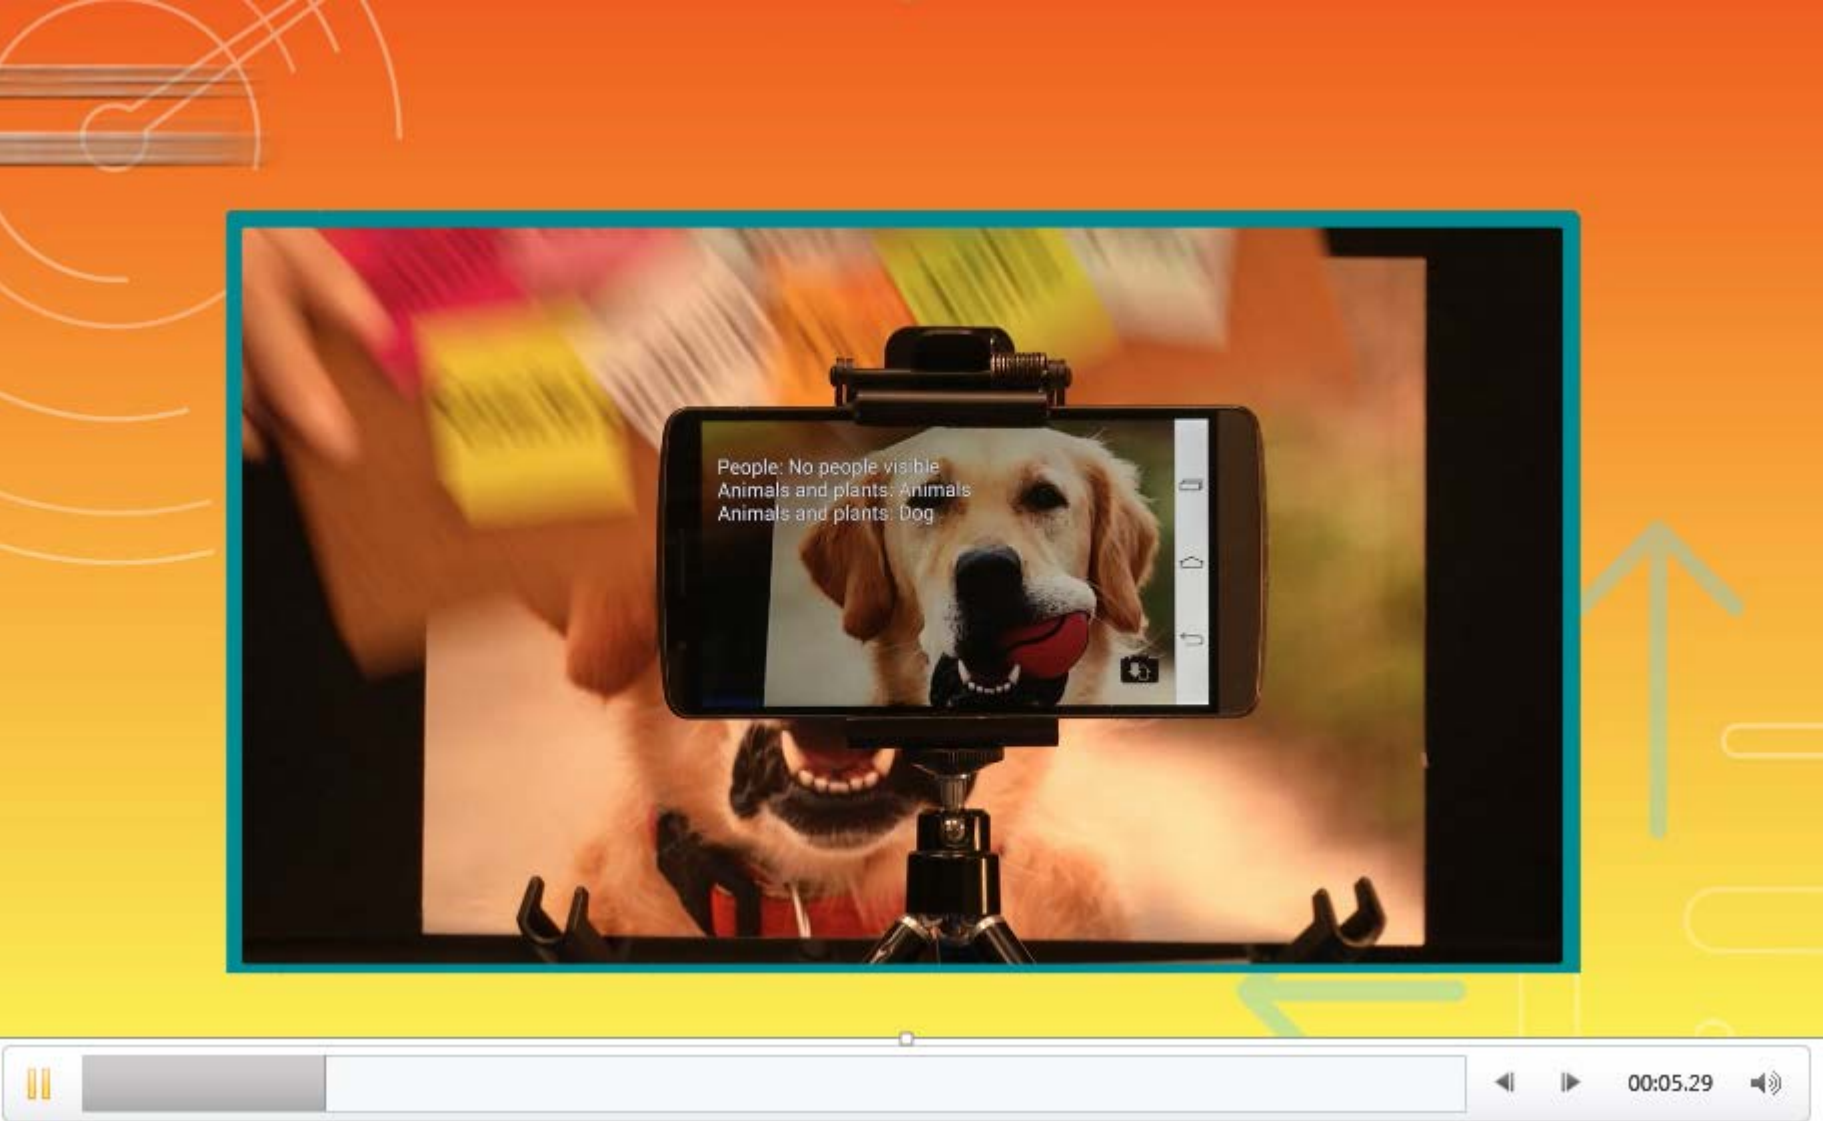 People: No people visible
Animals and plants: Animals
Animals and plants: Dog
00:05.29